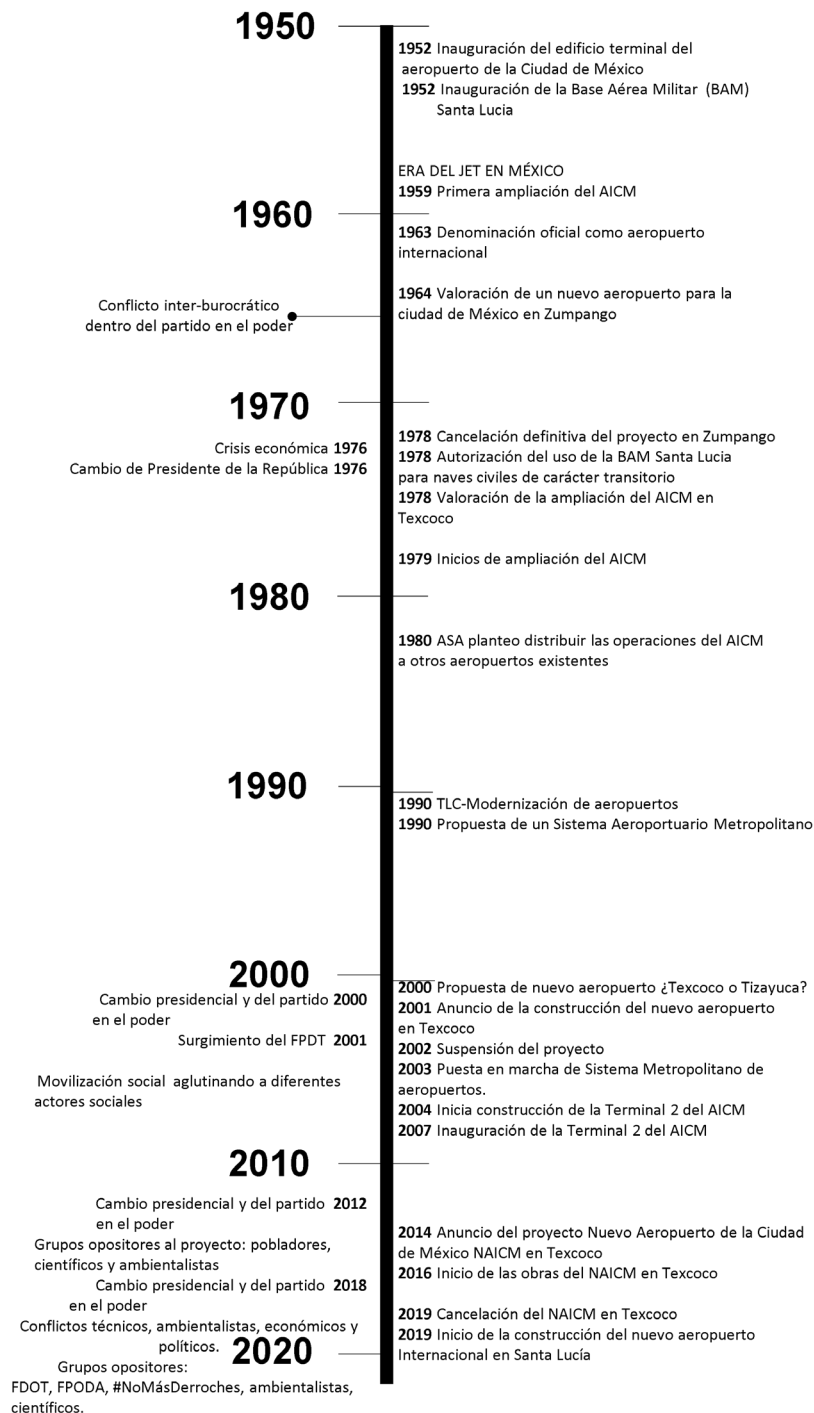 1950
1952 Inauguración del edificio terminal del
aeropuerto de la Ciudad de México
1952 Inauguración de la Base Aérea Militar (BAM)
Santa Lucia
ERA DEL JET EN MÉXICO
1959 Primera ampliación del AICM
1960
1963 Denominación oficial como aeropuerto
internacional
1964 Valoración de un nuevo aeropuerto para la
ciudad de México en Zumpango
Conflicto inter-burocrático
dentro del partido en el poder
1970
Crisis económica 1976
Cambio de Presidente de la República 1976
1978 Cancelación definitiva del proyecto en Zumpango
1978 Autorización del uso de la BAM Santa Lucia
para naves civiles de carácter transitorio
1978 Valoración de la ampliación del AICM en
Texcoco
1979 Inicios de ampliación del AICM
1980
1980 ASA planteo distribuir las operaciones del AICM
a otros aeropuertos existentes
1990
1990 TLC-Modernización de aeropuertos
1990 Propuesta de un Sistema Aeroportuario Metropolitano
2000
Cambio presidencial y del partido 2000
en el poder
Surgimiento del FPDT 2001
Movilización social aglutinando a diferentes
actores sociales
2000 Propuesta de nuevo aeropuerto ¿Texcoco o Tizayuca?
2001 Anuncio de la construcción del nuevo aeropuerto
en Texcoco
2002 Suspensión del proyecto
2003 Puesta en marcha de Sistema Metropolitano de
aeropuertos.
2004 Inicia construcción de la Terminal 2 del AICM
2007 Inauguración de la Terminal 2 del AICM
2010
Cambio presidencial y del partido 2012
en el poder
Grupos opositores al proyecto: pobladores,
científicos y ambientalistas
Cambio presidencial y del partido 2018
en el poder
Conflictos técnicos, ambientalistas, económicos y
políticos.
2014 Anuncio del proyecto Nuevo Aeropuerto de la Ciudad
de México NAICM en Texcoco
2016 Inicio de las obras del NAICM en Texcoco
2019 Cancelación del NAICM en Texcoco
2019 Inicio de la construcción del nuevo aeropuerto
Internacional en Santa Lucía
2020
Grupos opositores:
FDOT, FPODA, #NoMásDerroches, ambientalistas,
científicos.